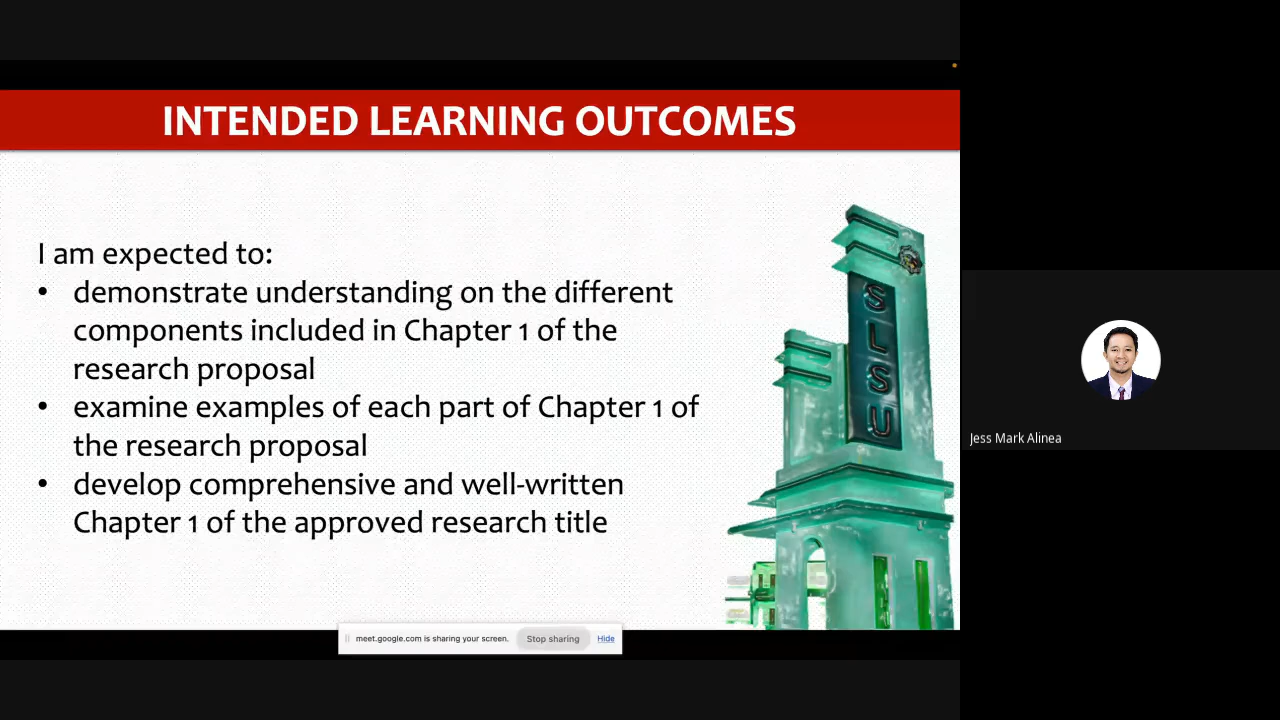 INTENDED LEARNING OUTCOMES
I am expected to:
• demonstrate understanding on the different
components included in Chapter 1 of the
research proposal
• examine examples of each part of Chapter 1 of
the research proposal
• develop comprehensive and well-written
Chapter 1 of the approved research title
SLSU
Jess Mark Alinea
meet.google.com is sharing your screen.
Stop sharing
Hide